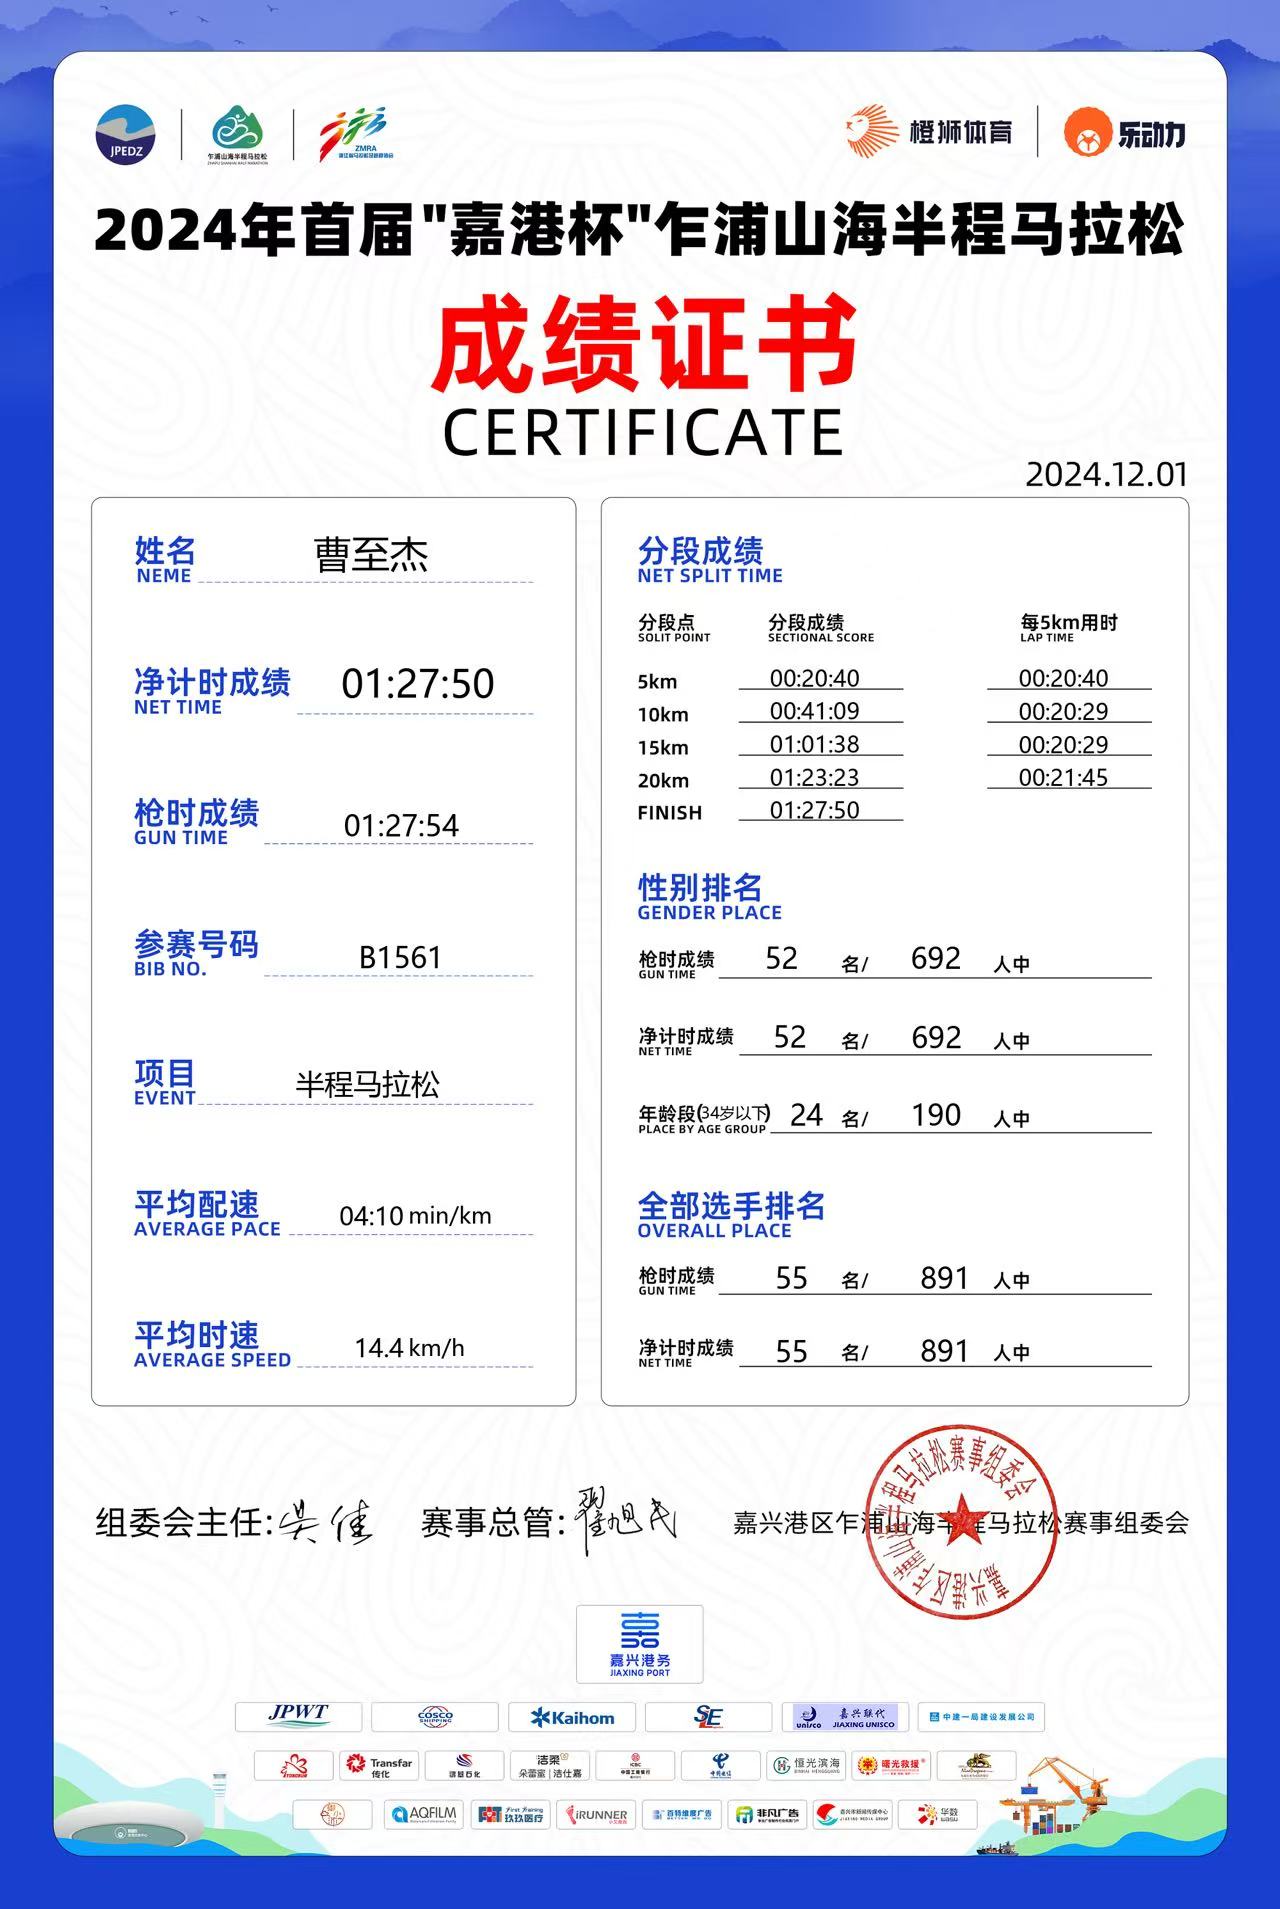 JPEDZ
乍浦山海半程马拉松
ZHAPU SHANHAI HALF MARATHON
ZMRA
浙江省马拉松及路跑协会
橙狮体育
乐动力
2024年首届"嘉港杯"乍浦山海半程马拉松
成绩证书
CERTIFICATE
2024.12.01
姓名 曹至杰
NEME
净计时成绩 01:27:50
NET TIME
枪时成绩 01:27:54
GUN TIME
参赛号码 B1561
BIB NO.
项目 半程马拉松
EVENT
平均配速 04:10 min/km
AVERAGE PACE
平均时速 14.4 km/h
AVERAGE SPEED
分段成绩
NET SPLIT TIME
分段点 分段成绩 每5km用时
SOLIT POINT SECTIONAL SCORE LAP TIME
5km 00:20:40 00:20:40
10km 00:41:09 00:20:29
15km 01:01:38 00:20:29
20km 01:23:23 00:21:45
FINISH 01:27:50
性别排名
GENDER PLACE
枪时成绩 52 名/ 692 人中
GUN TIME
净计时成绩 52 名/ 692 人中
NET TIME
年龄段(34岁以下) 24 名/ 190 人中
PLACE BY AGE GROUP
全部选手排名
OVERALL PLACE
枪时成绩 55 名/ 891 人中
GUN TIME
净计时成绩 55 名/ 891 人中
NET TIME
组委会主任: 吴佳 赛事总管: 翟旭民 嘉兴港区乍浦山海半程马拉松赛事组委会
嘉兴港区乍浦山海半程马拉松赛事组委会
嘉兴港务
JIAXING PORT
JPWT
COSCO
SHIPPING
Kaihom
SLE
unisco
嘉兴联代
JIAXING UNISCO
中建一局建设发展公司
Transfar
传化
洁柔
朵蕾蜜 | 洁仕嘉
ICBC
中国工商银行
中国电信
恒光滨海
BINHAI HENGGUANG
曙光救援
AQFILM
First Training
玖玖医疗
iRUNNER
百特维度广告
非凡广告
嘉兴市新闻传媒中心
JIAXING MEDIA GROUP
华数
wasu